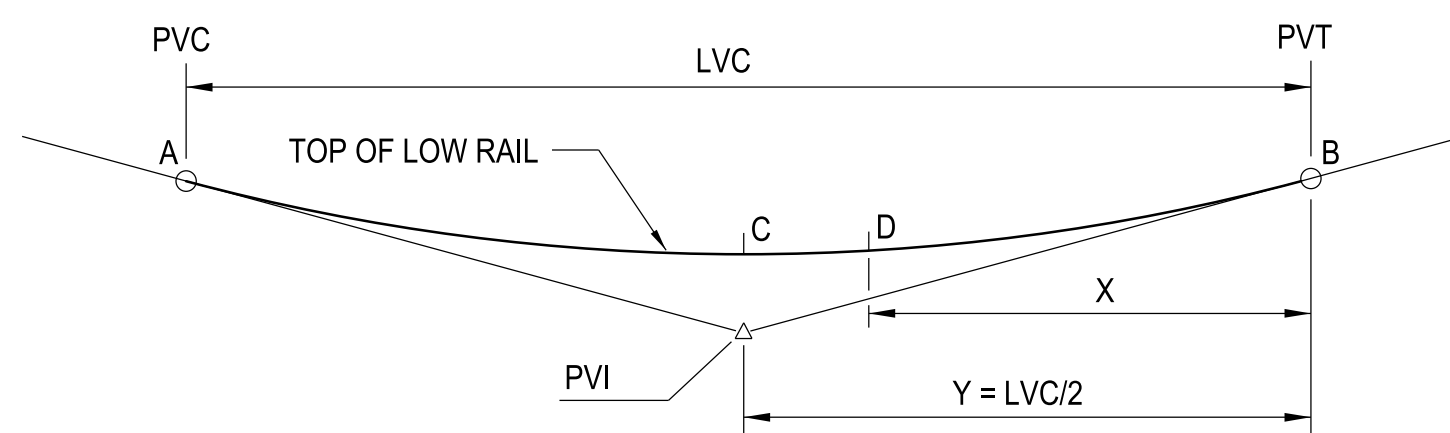 PVC
PVT
LVC
A
TOP OF LOW RAIL
B
C
D
X
PVI
Y = LVC/2